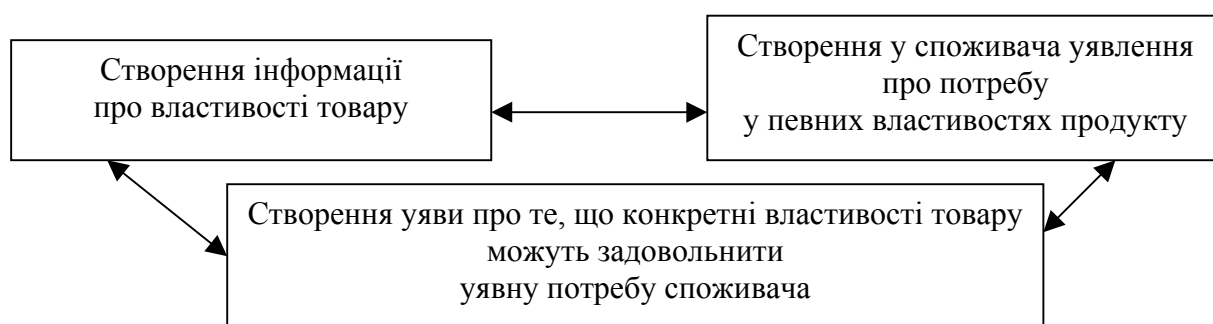 Створення інформації
про властивості товару
Створення у споживача уявлення
про потребу
у певних властивостях продукту
Створення уяви про те, що конкретні властивості товару
можуть задовольнити
уявну потребу споживача